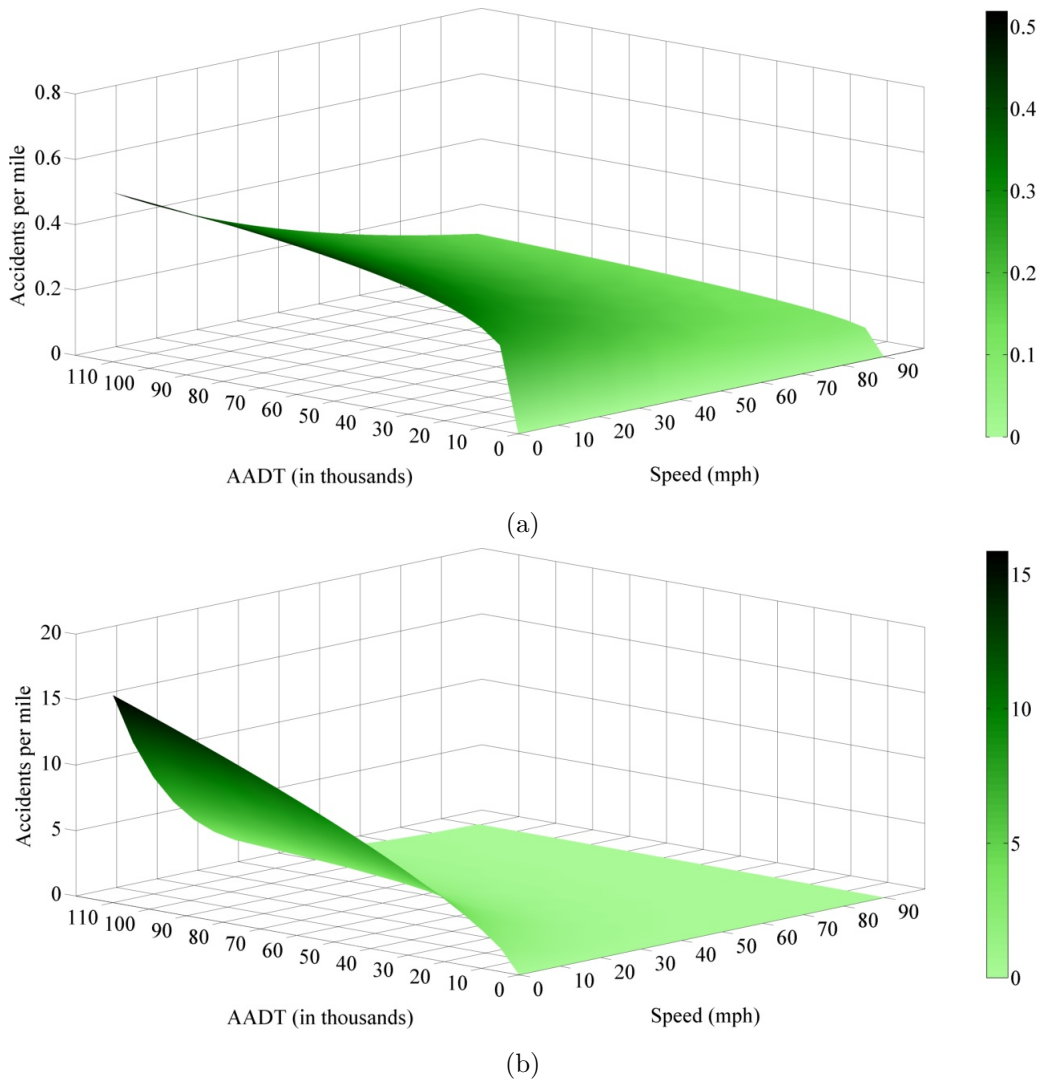 0.8
0.6
0.4
0.2
0
Accidents per mile
110 100 90 80 70 60 50 40 30 20 10 0
AADT (in thousands)
0 10 20 30 40 50 60 70 80 90
Speed (mph)
0.5
0.4
0.3
0.2
0.1
0
(a)
20
15
10
5
0
Accidents per mile
110 100 90 80 70 60 50 40 30 20 10 0
AADT (in thousands)
0 10 20 30 40 50 60 70 80 90
Speed (mph)
15
10
5
0
(b)